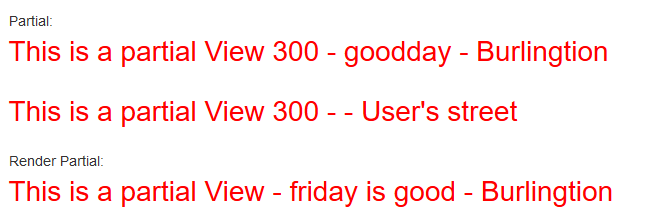 Partial:
This is a partial View 300 - goodday - Burlingtion
This is a partial View 300 - - User's street
Render Partial:
This is a partial View - friday is good - Burlingtion